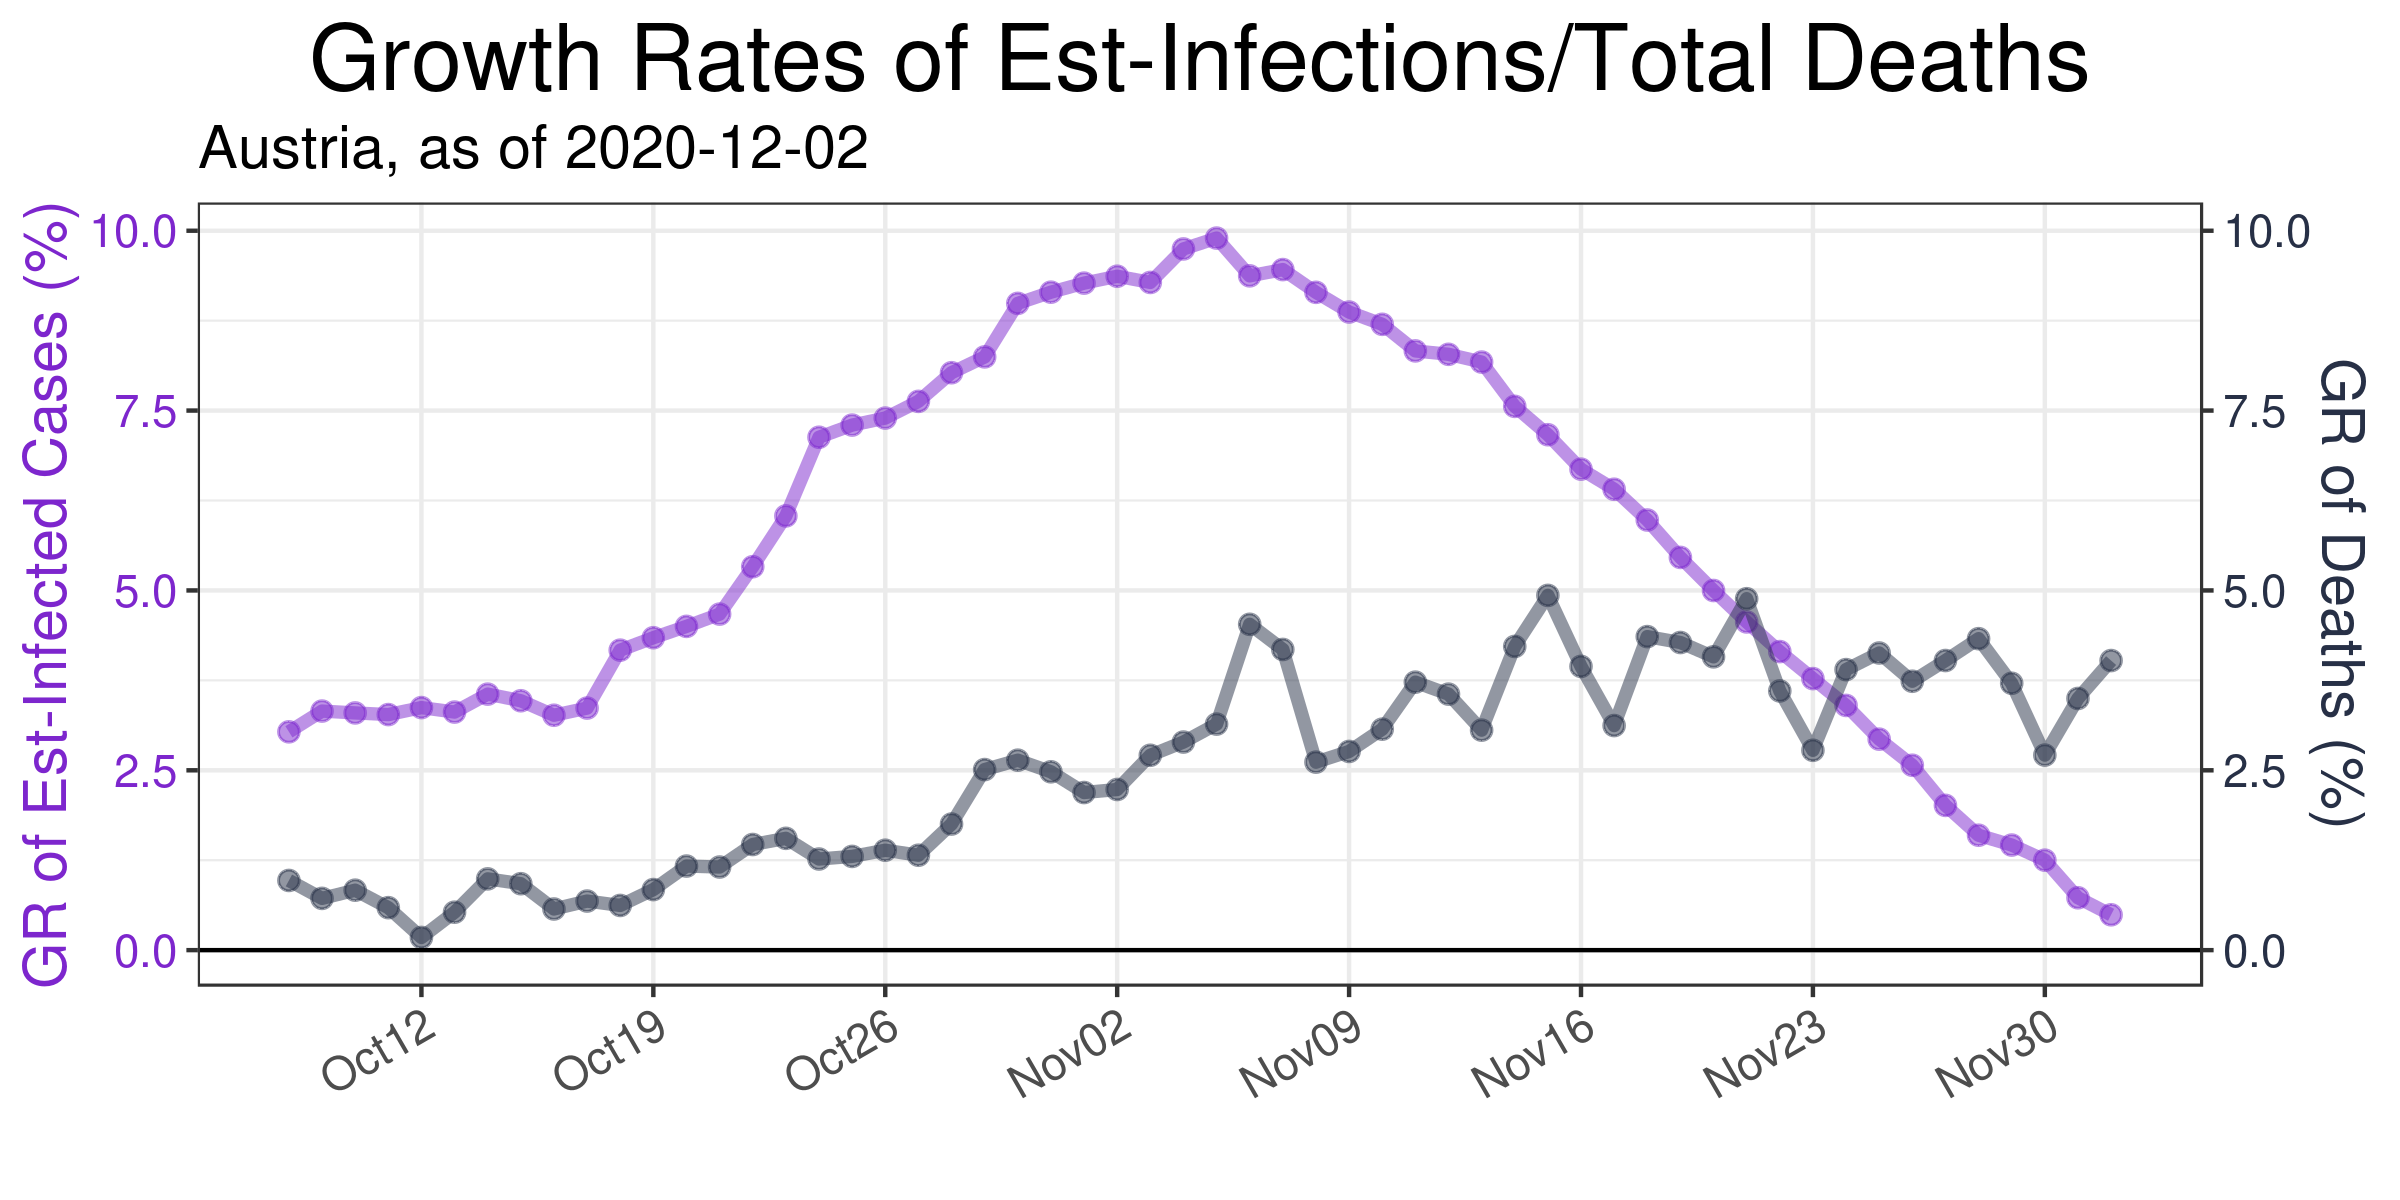 Growth Rates of Est-Infections/Total Deaths
Austria, as of 2020-12-02
GR of Est-Infected Cases (%)
10.0
7.5
5.0
2.5
0.0
10.0
7.5
5.0
2.5
0.0
GR of Deaths (%)
Oct12
Oct19
Oct26
Nov02
Nov09
Nov16
Nov23
Nov30